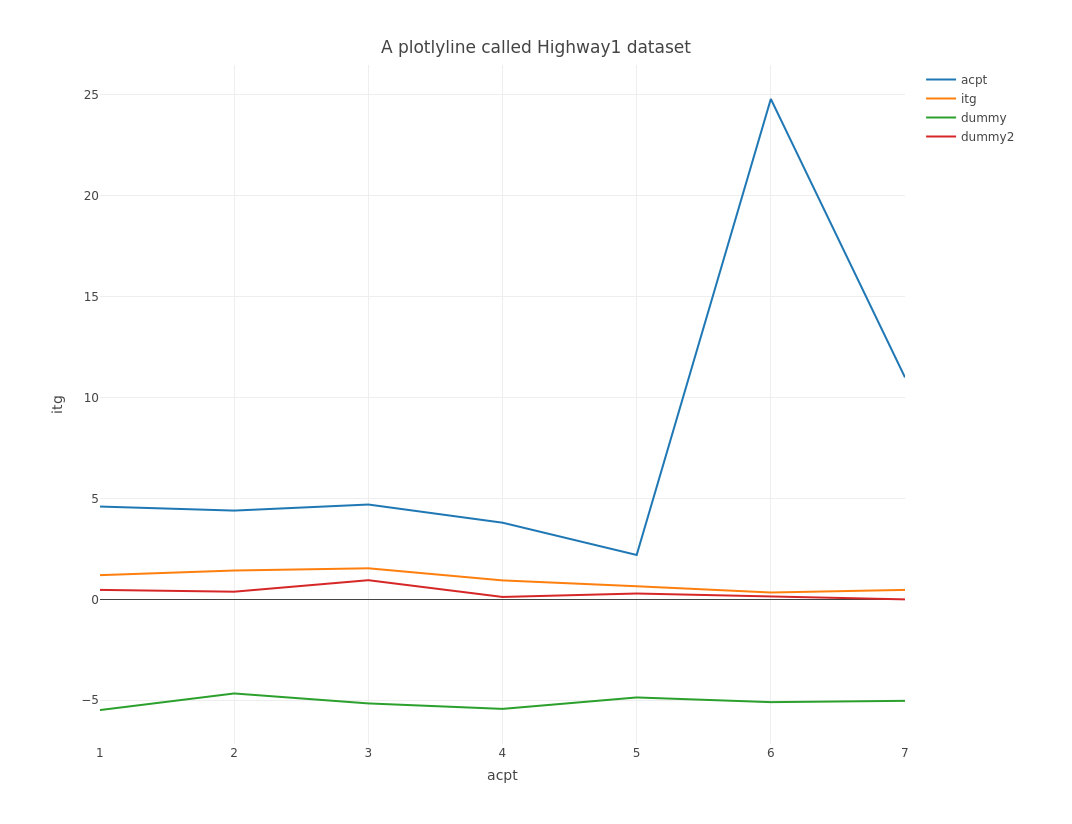 A plotlyline called Highway1 dataset
acpt
itg
dummy
dummy2
25
20
15
10
5
0
−5
itg
1 2 3 4 5 6 7
acpt